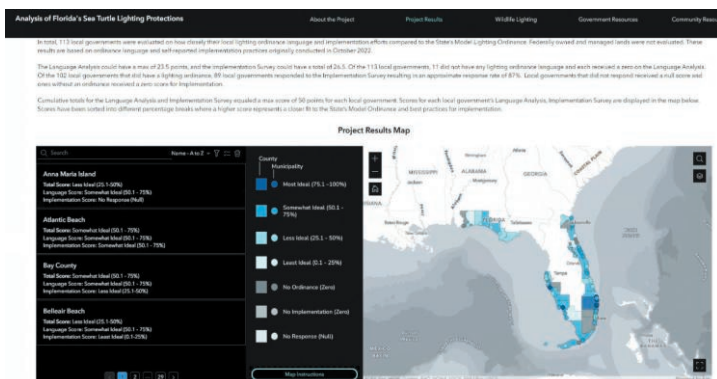 Analysis of Florida's Sea Turtle Lighting Protections
About the Project
Project Results
Wildlife Lighting
Government Resources
Community Resou
In total, 113 local governments were evaluated on how closely their local lighting ordinance language and implementation efforts compared to the State's Model Lighting Ordinance. Federally owned and managed lands were not evaluated. These
results are based on ordinance language and self-reported implementation practices originally conducted in October 2022.
The Language Analysis could have a max of 23.5 points, and the Implementation Survey could have a total of 26.5. Of the 113 local governments, 11 did not have any lighting ordinance language and each received a zero on the Language Analysis.
Of the 102 local governments that did have a lighting ordinance, 89 local governments responded to the Implementation Survey resulting in an approximate response rate of 87%. Local governments that did not respond received a null score and
areas without an ordinance received a zero score for Implementation.
Cumulative totals for the Language Analysis and Implementation Survey equaled a max score of 50 points for each local government. Scores for each local government's Language Analysis, Implementation Survey are displayed in the map below.
Scores have been sorted into different percentage breaks where a higher score represents a closer fit to the State's Model Ordinance and best practices for implementation.
Project Results Map
Search
Name - A to Z
Anna Maria Island
Total Score: Less Ideal (25.1-50%)
Language Score: Somewhat Ideal (50.1 - 75%)
Implementation Score: No Response (Null)
Atlantic Beach
Total Score: Somewhat Ideal (50.1 - 75%)
Language Score: Somewhat Ideal (50.1 - 75%)
Implementation Score: Somewhat Ideal (50.1 - 75%)
Bay County
Total Score: Somewhat Ideal (50.1 - 75%)
Language Score: Somewhat Ideal (50.1 - 75%)
Implementation Score: Less Ideal (25.1-50%)
Belleair Beach
Total Score: Less Ideal (25.1-50%)
Language Score: Somewhat Ideal (50.1 - 75%)
Implementation Score: Least Ideal (0.1-25%)
1 2 ... 29
County
Municipality
Most Ideal (75.1 -100%)
Somewhat Ideal (50.1 -
75%)
Less Ideal (25.1 - 50%)
Least Ideal (0.1 - 25%)
No Ordinance (Zero)
No Implementation (Zero)
No Response (Null)
Map Instructions
Birmingham
MISSISSIPPI
ALABAMA
GEORGIA
Jackson
Montgomery
Baton Rouge
FLORIDA
Tallahassee
Jacksonville
Tampa